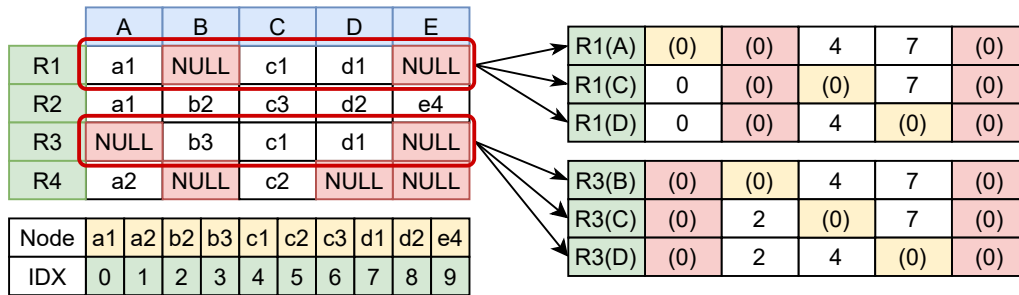 A B C D E
R1 a1 NULL c1 d1 NULL
R2 a1 b2 c3 d2 e4
R3 NULL b3 c1 d1 NULL
R4 a2 NULL c2 NULL NULL
Node a1 a2 b2 b3 c1 c2 c3 d1 d2 e4
IDX 0 1 2 3 4 5 6 7 8 9
R1(A) (0) (0) 4 7 (0)
R1(C) 0 (0) (0) 7 (0)
R1(D) 0 (0) 4 (0) (0)
R3(B) (0) (0) 4 7 (0)
R3(C) (0) 2 (0) 7 (0)
R3(D) (0) 2 4 (0) (0)